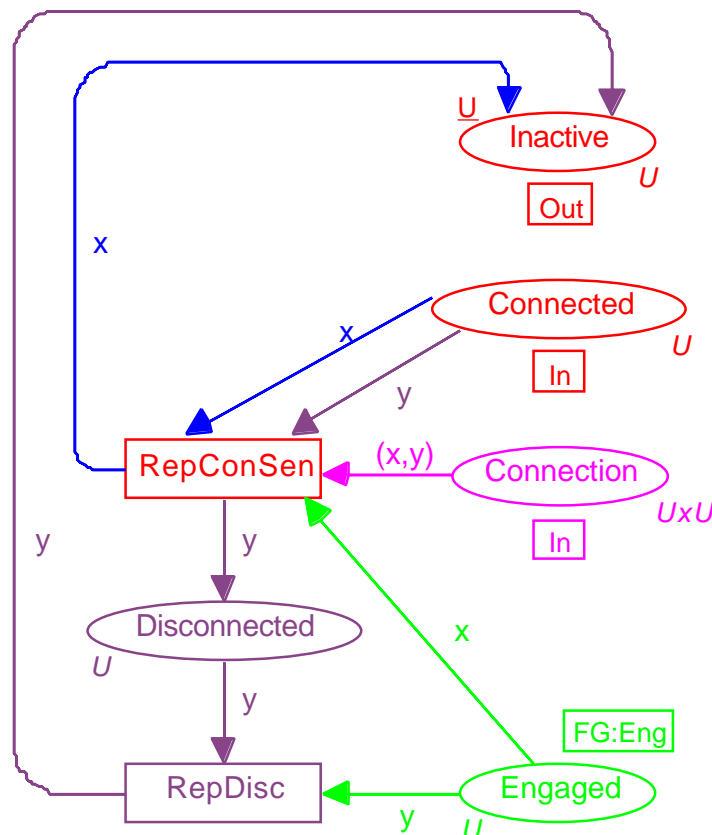 U
Inactive
U
Out
x
Connected
U
x
In
y
RepConSen
(x,y)
Connection
UxU
In
y
y
Disconnected
U
x
y
FG:Eng
RepDisc
Engaged
y
U